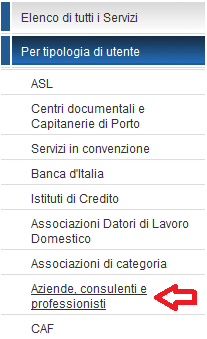 Elenco di tutti i Servizi
Per tipologia di utente
ASL
Centri documentali e
Capitanerie di Porto
Servizi in convenzione
Banca d'Italia
Istituti di Credito
Associazioni Datori di Lavoro
Domestico
Associazioni di categoria
Aziende, consulenti e
professionisti
CAF